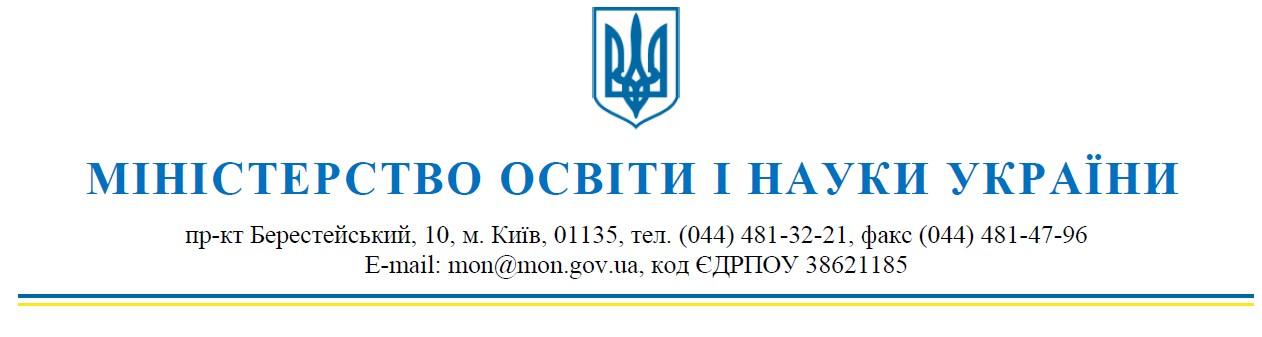 МІНІСТЕРСТВО ОСВІТИ І НАУКИ УКРАЇНИ
пр-кт Берестейський, 10, м. Київ, 01135, тел. (044) 481-32-21, факс (044) 481-47-96
E-mail: mon@mon.gov.ua, код ЄДРПОУ 38621185